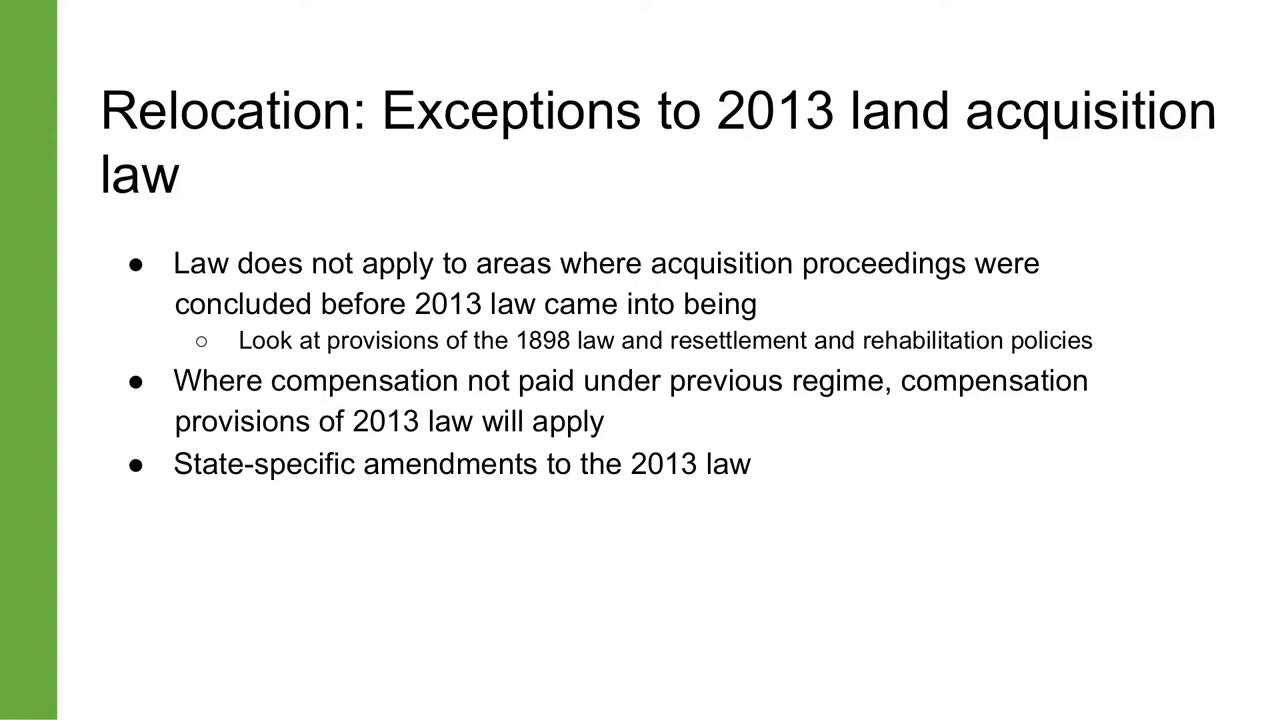 Relocation: Exceptions to 2013 land acquisition
law
● Law does not apply to areas where acquisition proceedings were
concluded before 2013 law came into being
○ Look at provisions of the 1898 law and resettlement and rehabilitation policies
● Where compensation not paid under previous regime, compensation
provisions of 2013 law will apply
● State-specific amendments to the 2013 law